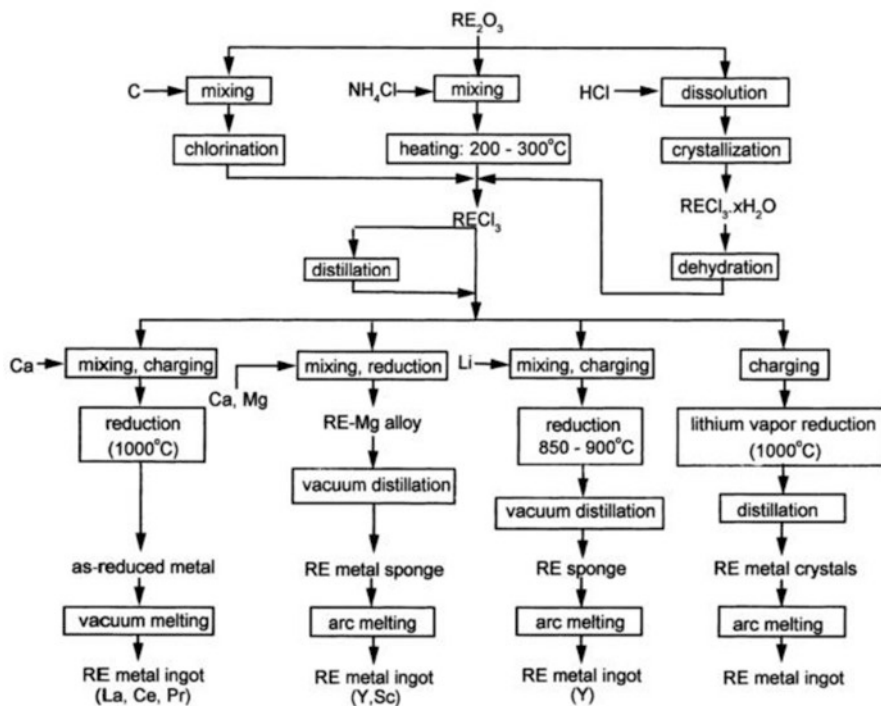 RE₂O₃
C
mixing
NH₄Cl
mixing
HCl
dissolution
chlorination
heating: 200 - 300°C
crystallization
RECl₃
RECl₃.xH₂O
distillation
dehydration
Ca
mixing, charging
Ca, Mg
mixing, reduction
Li
mixing, charging
charging
reduction
(1000°C)
RE-Mg alloy
reduction
850 - 900°C
lithium vapor reduction
(1000°C)
vacuum distillation
vacuum distillation
distillation
as-reduced metal
RE metal sponge
RE sponge
RE metal crystals
vacuum melting
arc melting
arc melting
arc melting
RE metal ingot
(La, Ce, Pr)
RE metal ingot
(Y,Sc)
RE metal ingot
(Y)
RE metal ingot